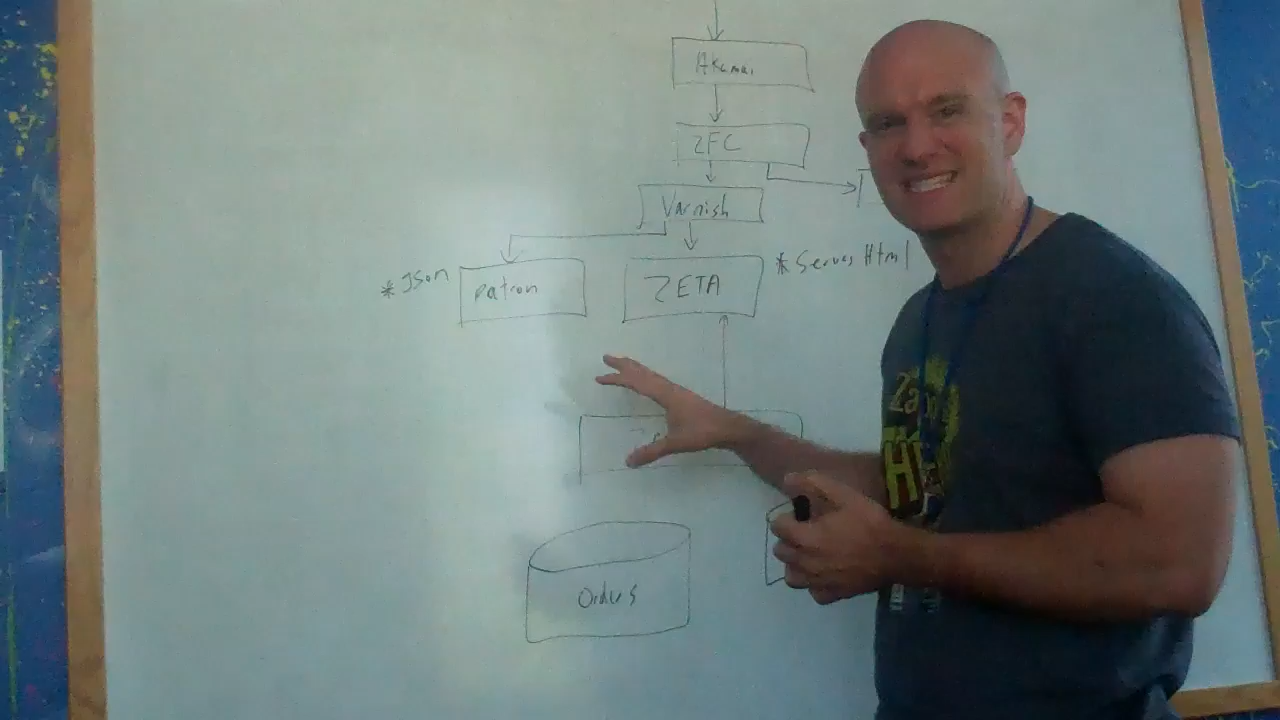 Akamai
ZFC
Varnish
* Json
Patron
ZETA
* Serves Html
Orders